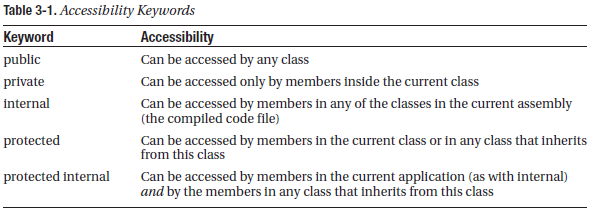 Table 3-1. Accessibility Keywords
Keyword Accessibility
public Can be accessed by any class
private Can be accessed only by members inside the current class
internal Can be accessed by members in any of the classes in the current assembly
(the compiled code file)
protected Can be accessed by members in the current class or in any class that inherits
from this class
protected internal Can be accessed by members in the current application (as with internal)
and by the members in any class that inherits from this class